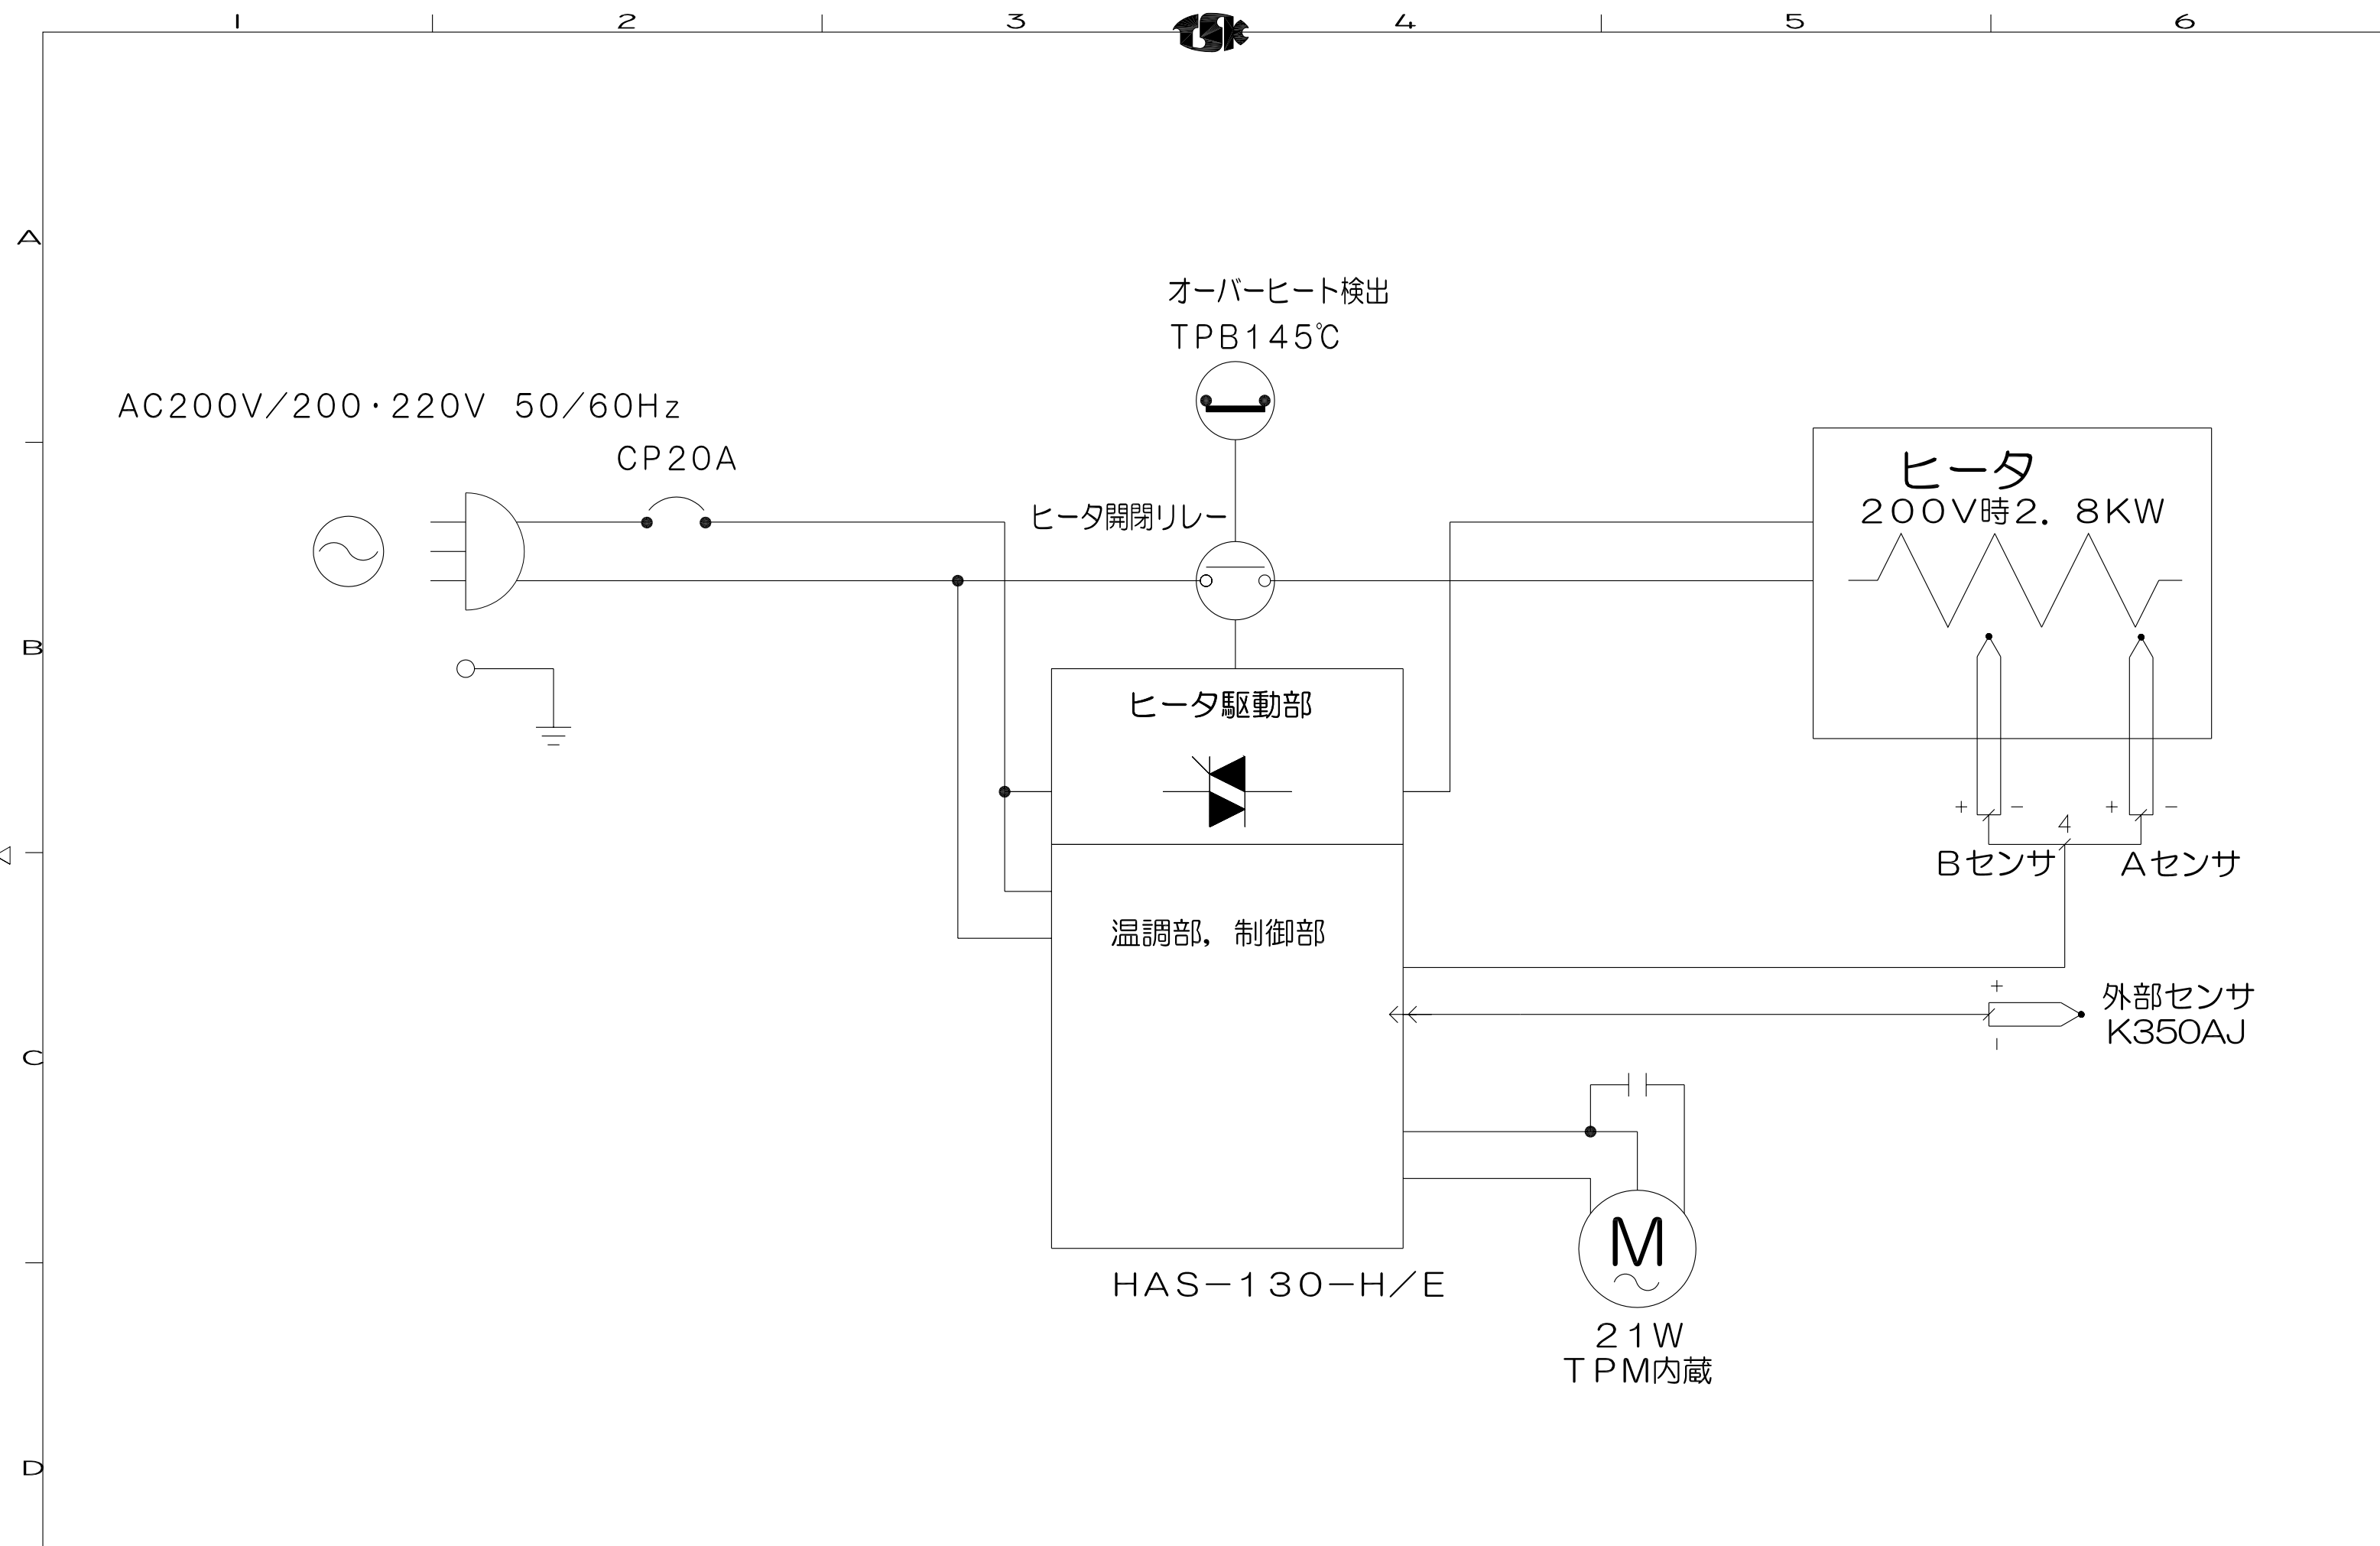 1 2 3 4 5 6
TSK
A
オーバーヒート検出
TPB145℃
AC200V/200・220V 50/60Hz
CP20A
ヒータ
200V時2.8KW
ヒータ開閉リレー
B
ヒータ駆動部
+ - + -
4
Bセンサ Aセンサ
温調部,制御部
+
外部センサ
K350AJ
-
C
M
HAS-130-H/E
21W
TPM内蔵
D